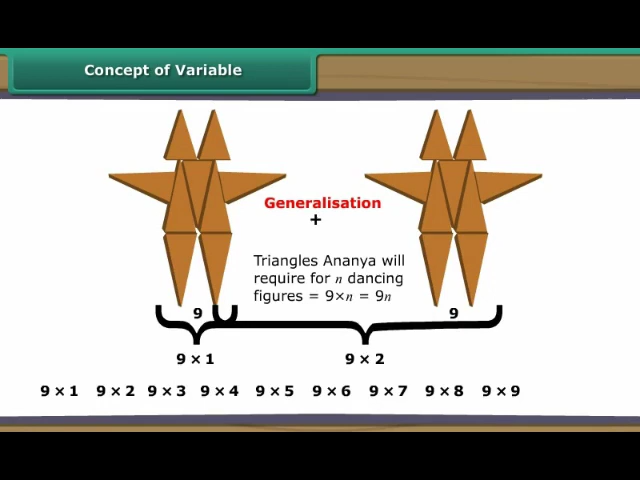 Concept of Variable
Generalisation
+
Triangles Ananya will
require for n dancing
figures = 9×n = 9n
9 9
9 × 1 9 × 2
9 × 1 9 × 2 9 × 3 9 × 4 9 × 5 9 × 6 9 × 7 9 × 8 9 × 9